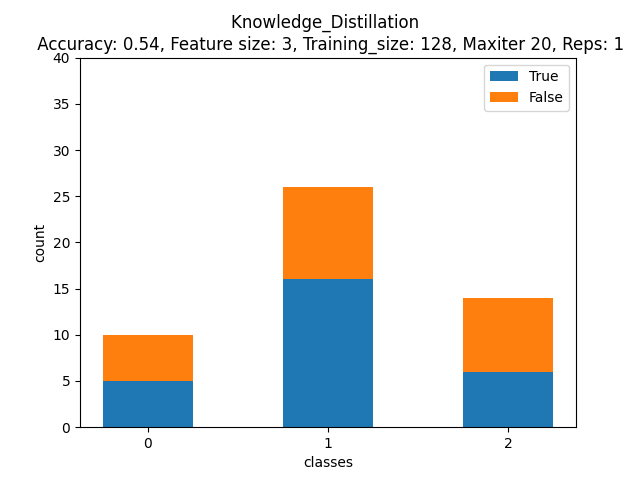 Knowledge_Distillation
Accuracy: 0.54, Feature size: 3, Training_size: 128, Maxiter 20, Reps: 1
True
False
40
35
30
25
20
15
10
5
0
count
0 1 2
classes